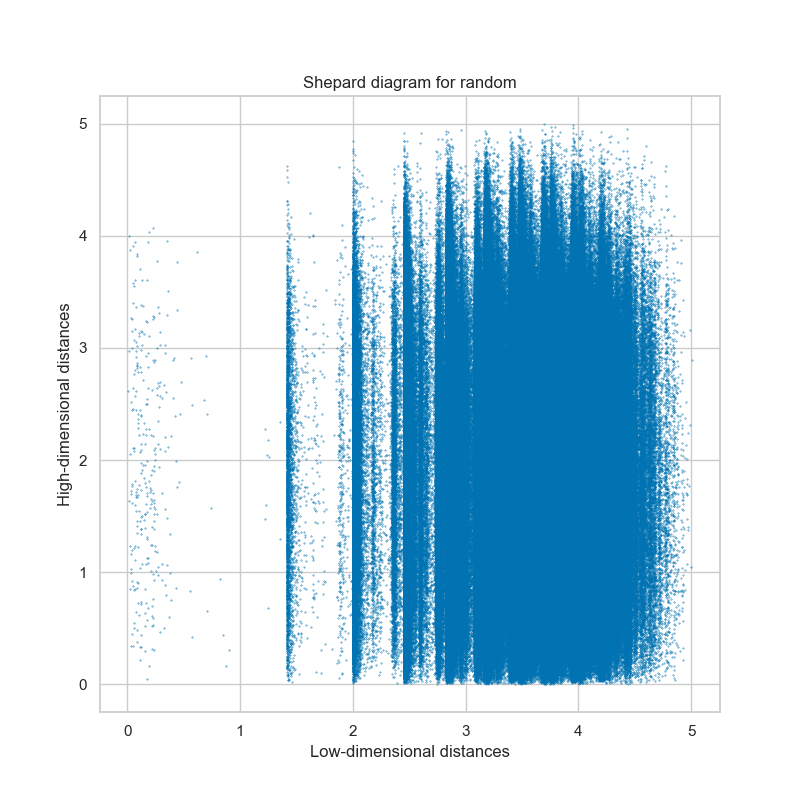 Shepard diagram for random
5
4
3
2
1
0
High-dimensional distances
0 1 2 3 4 5
Low-dimensional distances